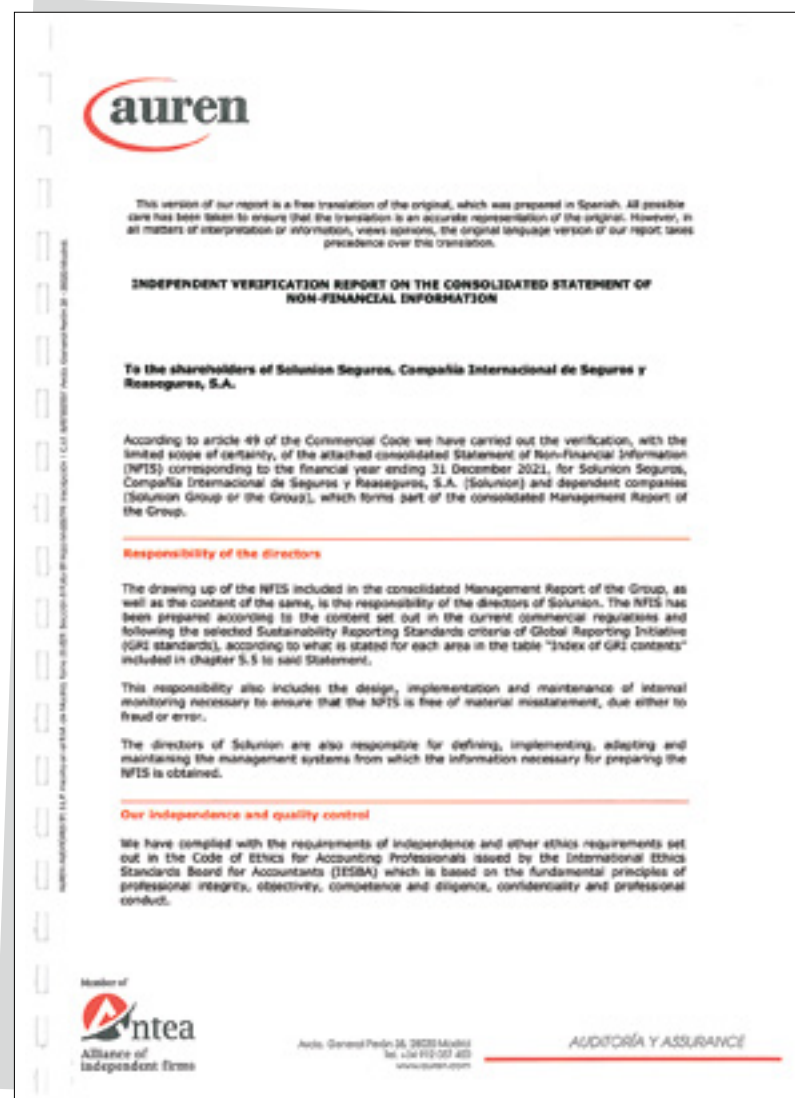 auren
This version of our report is a free translation of the original, which was prepared in Spanish. All possible
care has been taken to ensure that the translation is an accurate representation of the original. However, in
all matters of interpretation or information, views opinions, the original language version of our report takes
precedence over this translation.
INDEPENDENT VERIFICATION REPORT ON THE CONSOLIDATED STATEMENT OF
NON-FINANCIAL INFORMATION
To the shareholders of Solunion Seguros, Compañía Internacional de Seguros y
Reaseguros, S.A.
According to article 49 of the Commercial Code we have carried out the verification, with the
limited scope of certainty, of the attached consolidated Statement of Non-Financial Information
(NFIS) corresponding to the financial year ending 31 December 2021, for Solunion Seguros,
Compañía Internacional de Seguros y Reaseguros, S.A. (Solunion) and dependent companies
(Solunion Group or the Group), which forms part of the consolidated Management Report of
the Group.
Responsibility of the directors
The drawing up of the NFIS included in the consolidated Management Report of the Group, as
well as the content of the same, is the responsibility of the directors of Solunion. The NFIS has
been prepared according to the content set out in the current commercial regulations and
following the selected Sustainability Reporting Standards criteria of Global Reporting Initiative
(GRI standards), according to what is stated for each area in the table "Index of GRI contents"
included in chapter 5.5 to said Statement.
This responsibility also includes the design, implementation and maintenance of internal
monitoring necessary to ensure that the NFIS is free of material misstatement, due either to
fraud or error.
The directors of Solunion are also responsible for defining, implementing, adapting and
maintaining the management systems from which the information necessary for preparing the
NFIS is obtained.
Our independence and quality control
We have complied with the requirements of independence and other ethics requirements set
out in the Code of Ethics for Accounting Professionals issued by the International Ethics
Standards Board for Accountants (IESBA) which is based on the fundamental principles of
professional integrity, objectivity, competence and diligence, confidentiality and professional
conduct.
Member of
Antea
Alliance of
independent firms
Avda. General Perón 38, 28020 Madrid
www.auren.com
AUDITORÍA Y ASSURANCE